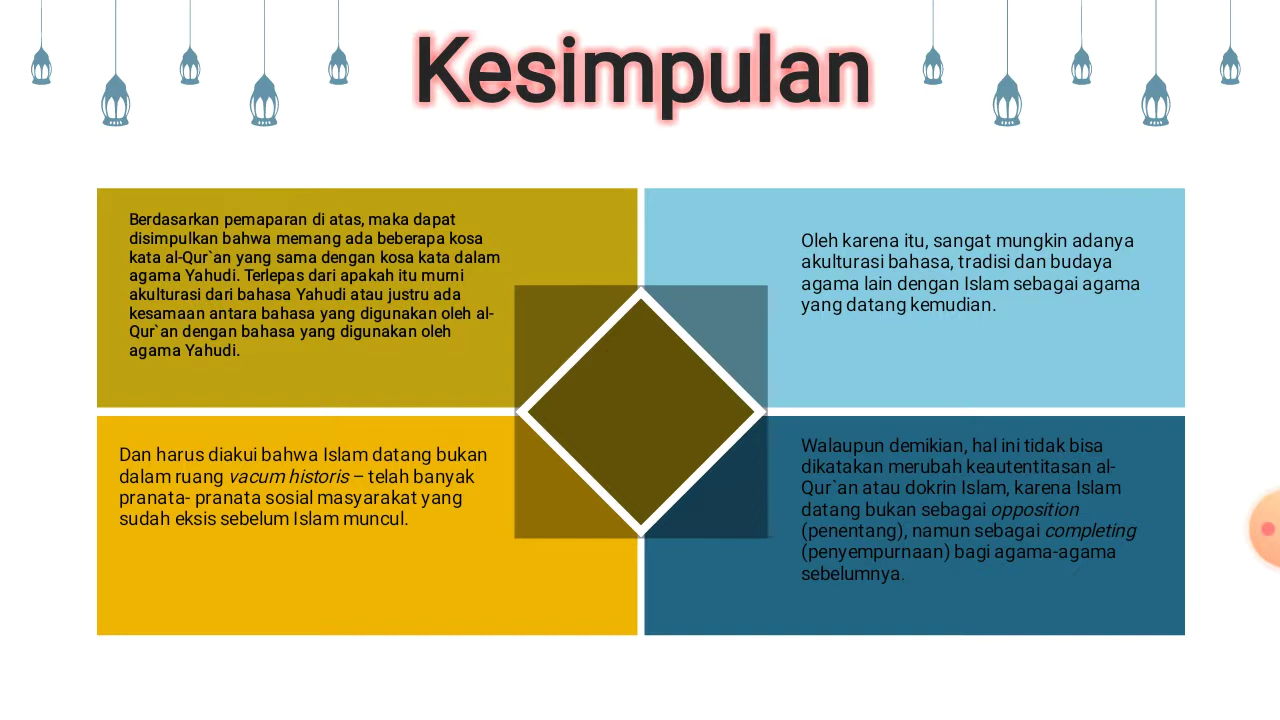 Kesimpulan
Berdasarkan pemaparan di atas, maka dapat
disimpulkan bahwa memang ada beberapa kosa
kata al-Qur`an yang sama dengan kosa kata dalam
agama Yahudi. Terlepas dari apakah itu murni
akulturasi dari bahasa Yahudi atau justru ada
kesamaan antara bahasa yang digunakan oleh al-
Qur`an dengan bahasa yang digunakan oleh
agama Yahudi.
Oleh karena itu, sangat mungkin adanya
akulturasi bahasa, tradisi dan budaya
agama lain dengan Islam sebagai agama
yang datang kemudian.
Dan harus diakui bahwa Islam datang bukan
dalam ruang vacum historis – telah banyak
pranata- pranata sosial masyarakat yang
sudah eksis sebelum Islam muncul.
Walaupun demikian, hal ini tidak bisa
dikatakan merubah keautentitasan al-
Qur`an atau dokrin Islam, karena Islam
datang bukan sebagai opposition
(penentang), namun sebagai completing
(penyempurnaan) bagi agama-agama
sebelumnya.